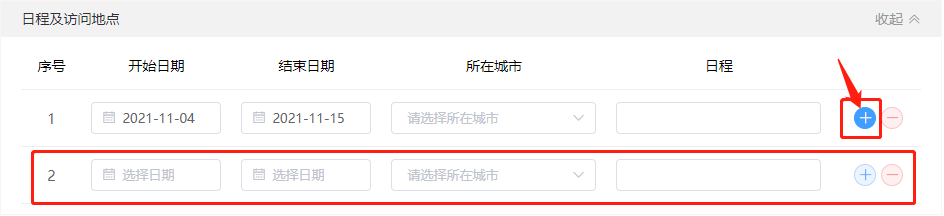 日程及访问地点 收起
序号 开始日期 结束日期 所在城市 日程
1 2021-11-04 2021-11-15 请选择所在城市
2 选择日期 选择日期 请选择所在城市